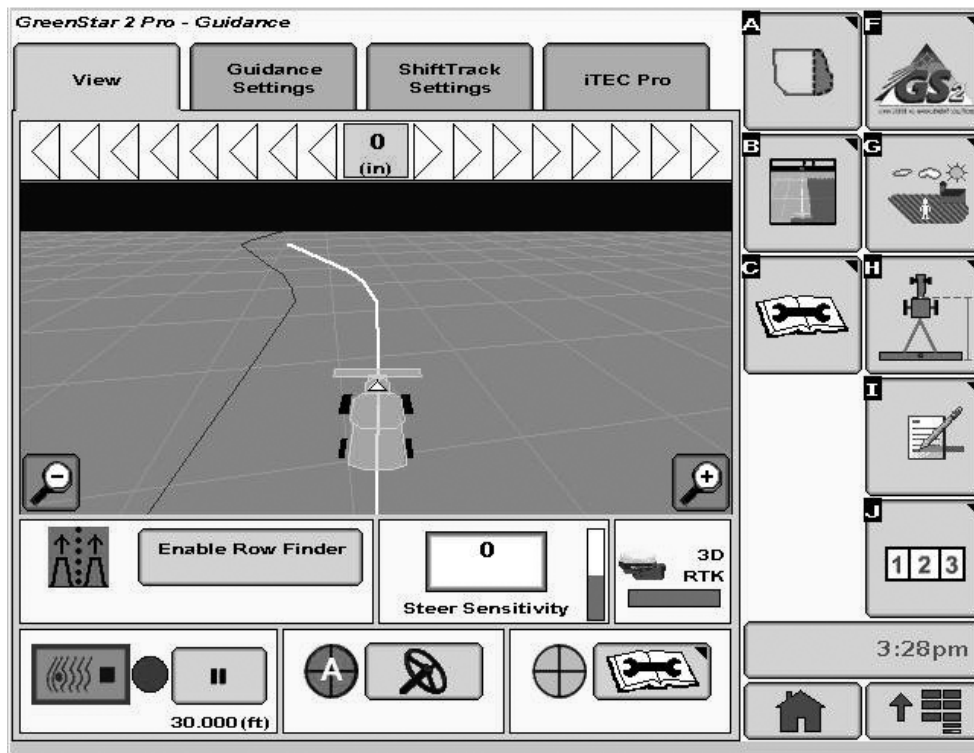 GreenStar 2 Pro - Guidance
View
Guidance
Settings
ShiftTrack
Settings
iTEC Pro
0
(in)
Enable Row Finder
0
Steer Sensitivity
3D
RTK
30.000(ft)
A
A
B
C
F
GS2
G
H
I
J
1 2 3
3:28pm